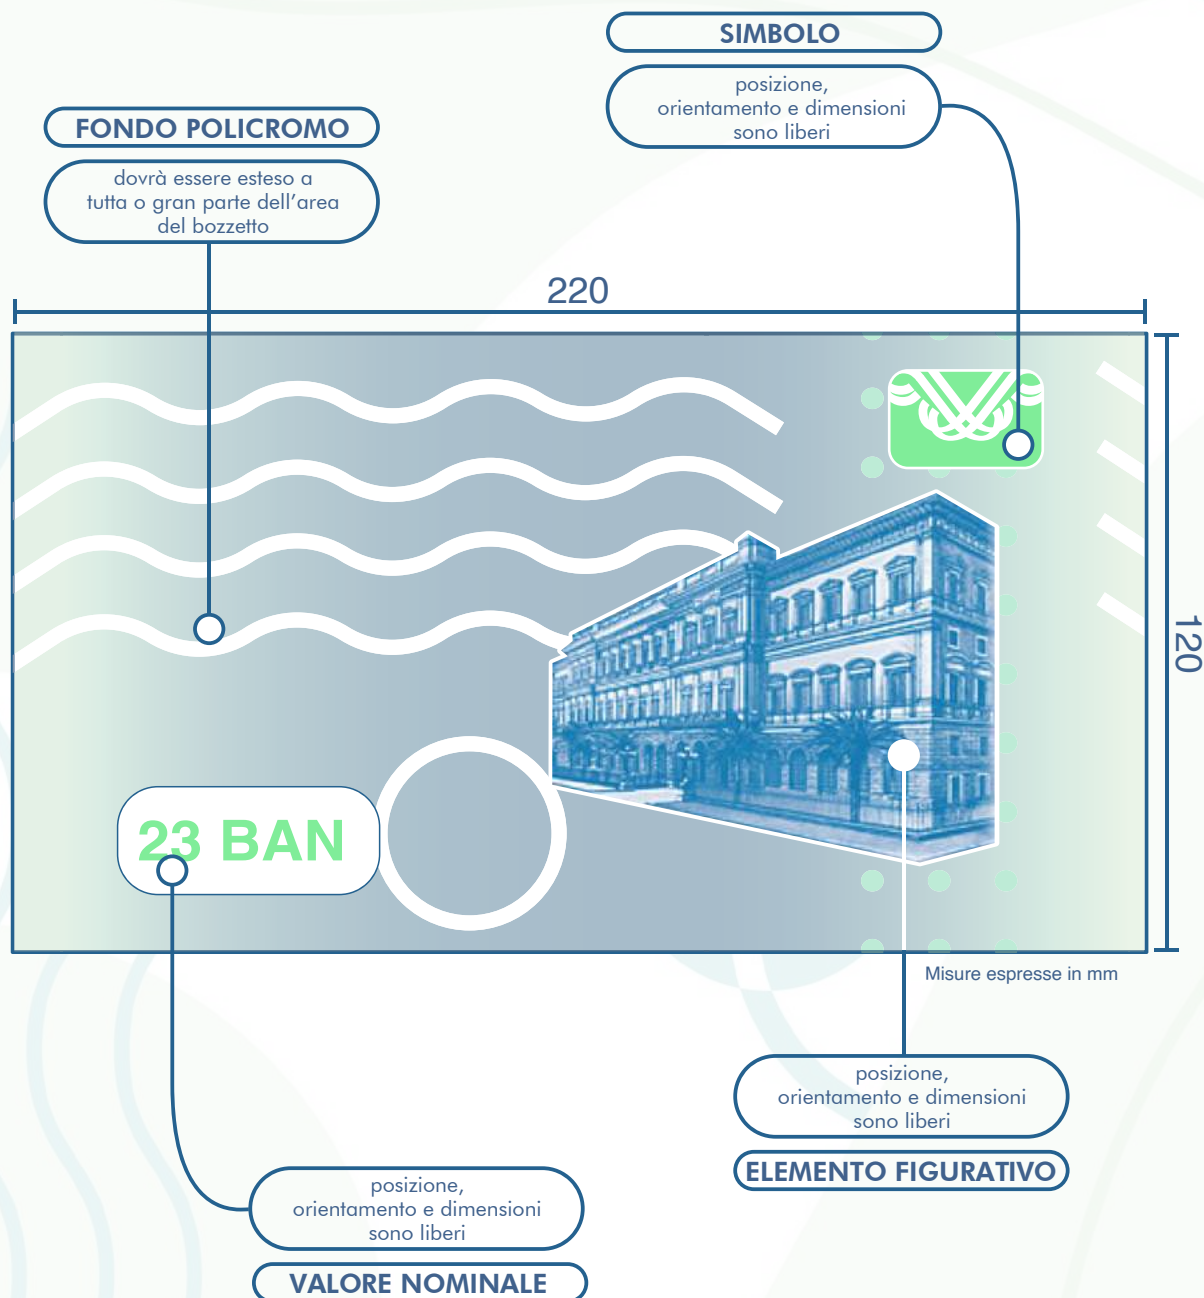 SIMBOLO
posizione,
orientamento e dimensioni
sono liberi
FONDO POLICROMO
dovrà essere esteso a
tutta o gran parte dell'area
del bozzetto
220
120
23 BAN
Misure espresse in mm
posizione,
orientamento e dimensioni
sono liberi
ELEMENTO FIGURATIVO
posizione,
orientamento e dimensioni
sono liberi
VALORE NOMINALE